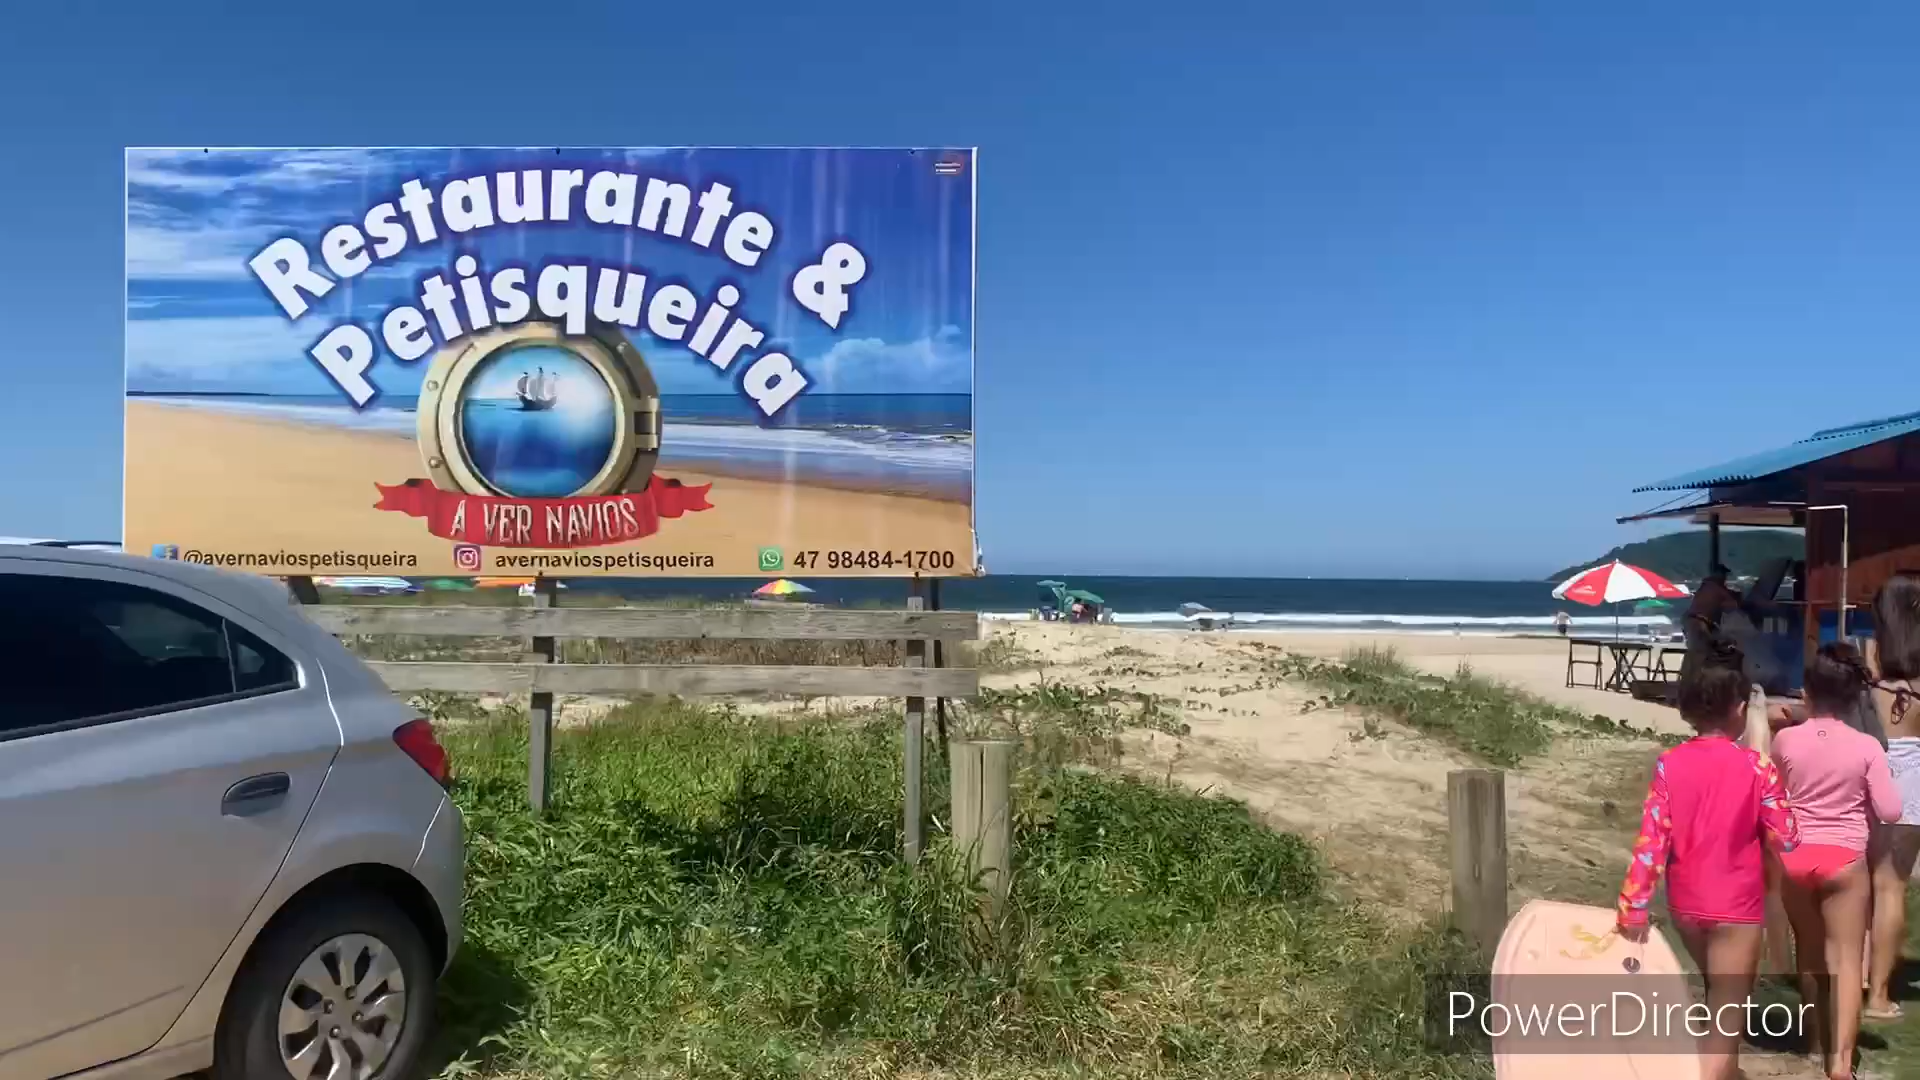 Restaurante &
Petisqueira
A VER NAVIOS
@avernaviospetisqueira
avernaviospetisqueira
47 98484-1700
PowerDirector